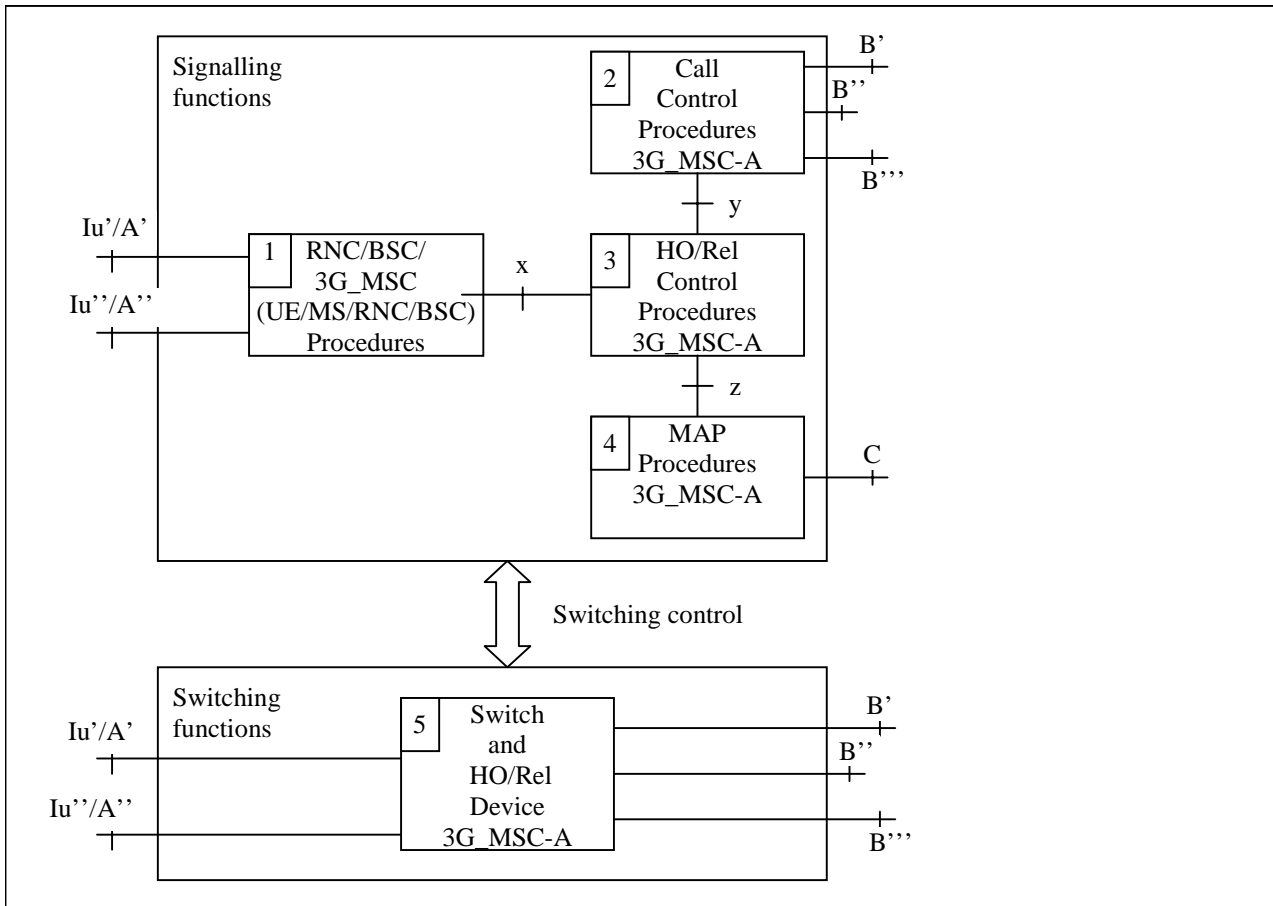 Signalling
functions
2
Call
Control
Procedures
3G_MSC-A
B'
B’’
B’’’
y
Iu’/A'
Iu’’/A’’
1
RNC/BSC/
3G_MSC
(UE/MS/RNC/BSC)
Procedures
x
3
HO/Rel
Control
Procedures
3G_MSC-A
z
4
MAP
Procedures
3G_MSC-A
C
Switching control
Switching
functions
Iu’/A'
Iu’’/A’’
5
Switch
and
HO/Rel
Device
3G_MSC-A
B'
B’’
B’’’